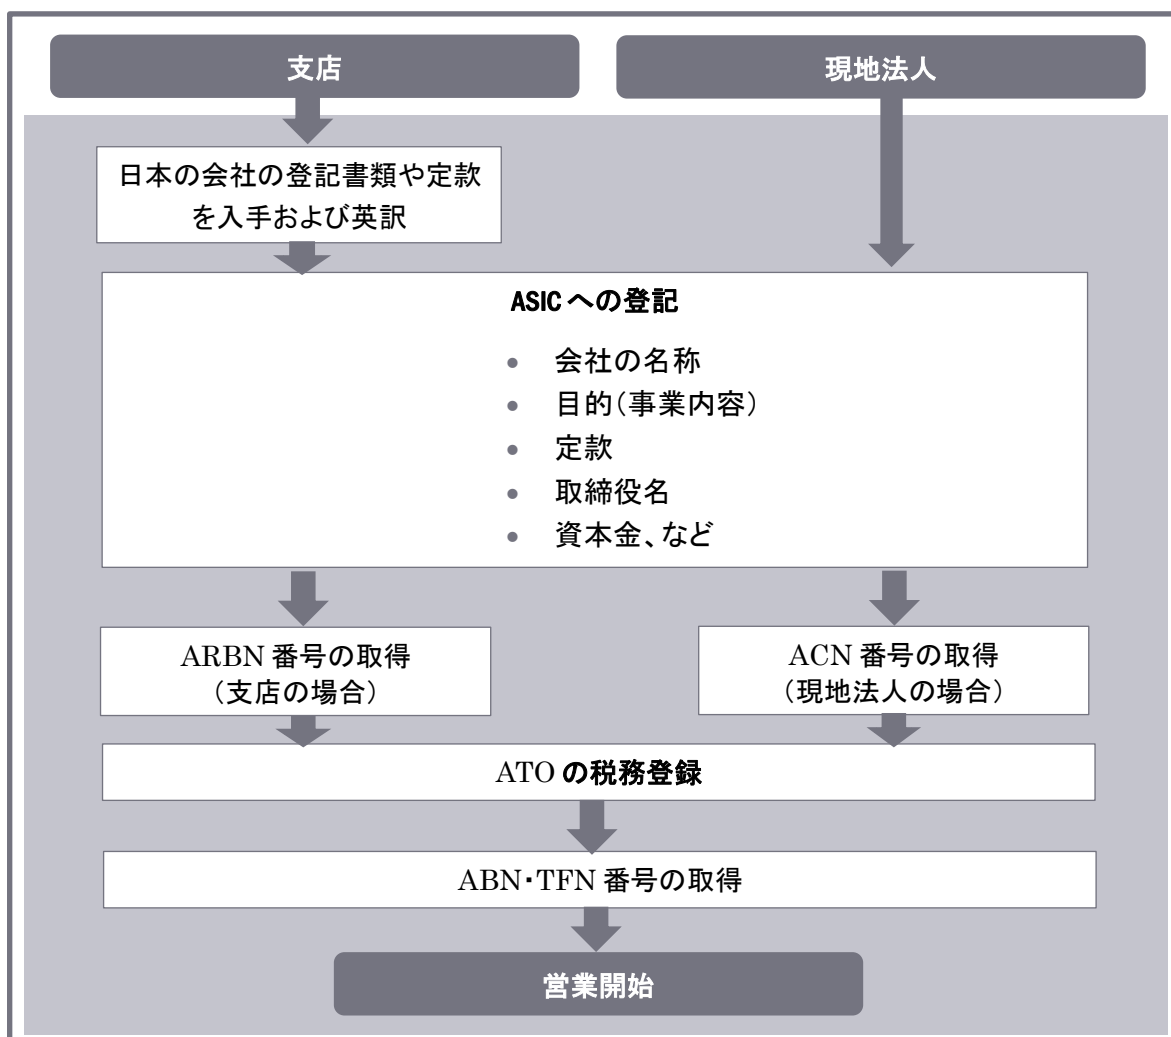 支店
現地法人
日本の会社の登記書類や定款
を入手および英訳
ASIC への登記
• 会社の名称
• 目的(事業内容)
• 定款
• 取締役名
• 資本金、など
ARBN 番号の取得
(支店の場合)
ACN 番号の取得
(現地法人の場合)
ATO の税務登録
ABN・TFN 番号の取得
営業開始